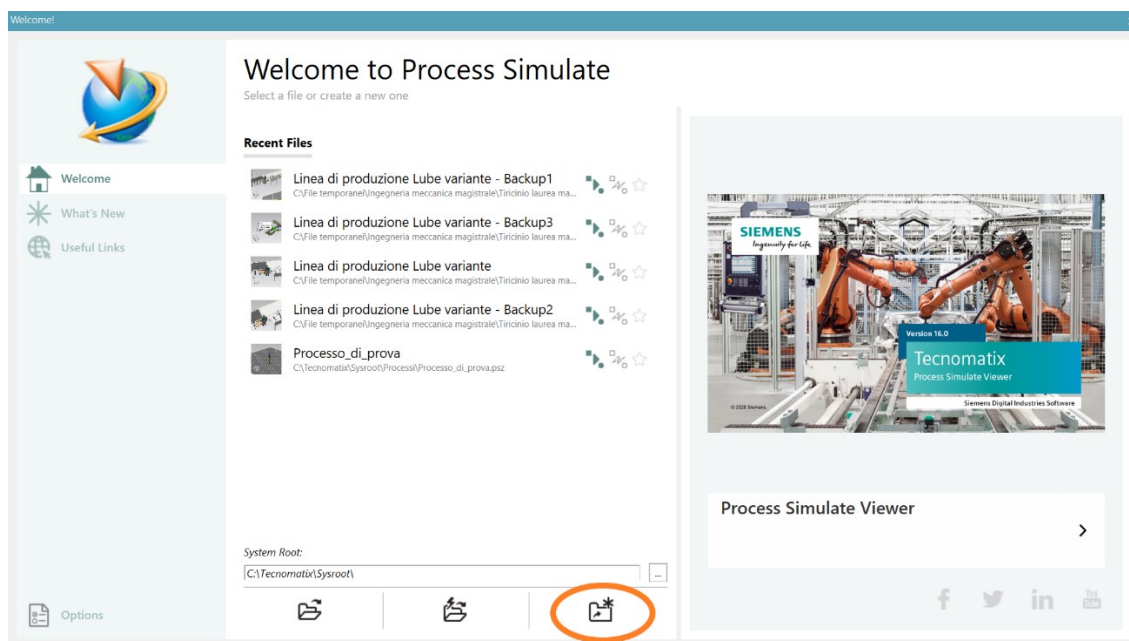 Welcome!
Welcome to Process Simulate
Select a file or create a new one
Recent Files
Welcome
What's New
Useful Links
Linea di produzione Lube variante - Backup1
C:\File temporanei\Ingegneria meccanica magistrale\Tiricinio laurea ma...
Linea di produzione Lube variante - Backup3
C:\File temporanei\Ingegneria meccanica magistrale\Tiricinio laurea ma...
Linea di produzione Lube variante
C:\File temporanei\Ingegneria meccanica magistrale\Tiricinio laurea ma...
Linea di produzione Lube variante - Backup2
C:\File temporanei\Ingegneria meccanica magistrale\Tiricinio laurea ma...
Processo_di_prova
C:\Tecnomatix\Sysroot\Processi\Processo_di_prova.psz
System Root:
C:\Tecnomatix\Sysroot\
...
Options
SIEMENS
Ingenuity for life
Version 16.0
Tecnomatix
Process Simulate Viewer
Siemens Digital Industries Software
© 2020 Siemens
Process Simulate Viewer
f
in
You
Tube